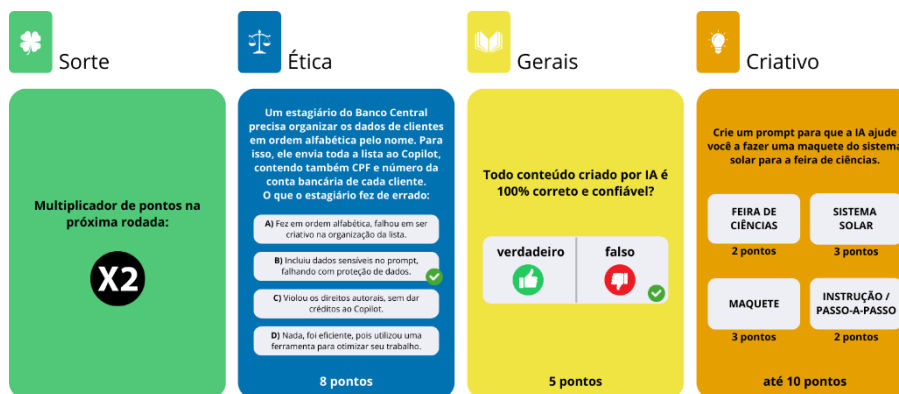 Sorte
Multiplicador de pontos na
próxima rodada:
X2
Ética
Um estagiário do Banco Central
precisa organizar os dados de clientes
em ordem alfabética pelo nome. Para
isso, ele envia toda a lista ao Copilot,
contendo também CPF e número da
conta bancária de cada cliente.
O que o estagiário fez de errado:
A) Fez em ordem alfabética, falhou em ser
criativo na organização da lista.
B) Incluiu dados sensíveis no prompt,
falhando com proteção de dados.
C) Violou os direitos autorais, sem dar
créditos ao Copilot.
D) Nada, foi eficiente, pois utilizou uma
ferramenta para otimizar seu trabalho.
8 pontos
Gerais
Todo conteúdo criado por IA é
100% correto e confiável?
verdadeiro
falso
5 pontos
Criativo
Crie um prompt para que a IA ajude
você a fazer uma maquete do sistema
solar para a feira de ciências.
FEIRA DE
CIÊNCIAS
2 pontos
SISTEMA
SOLAR
3 pontos
MAQUETE
3 pontos
INSTRUÇÃO /
PASSO-A-PASSO
2 pontos
até 10 pontos